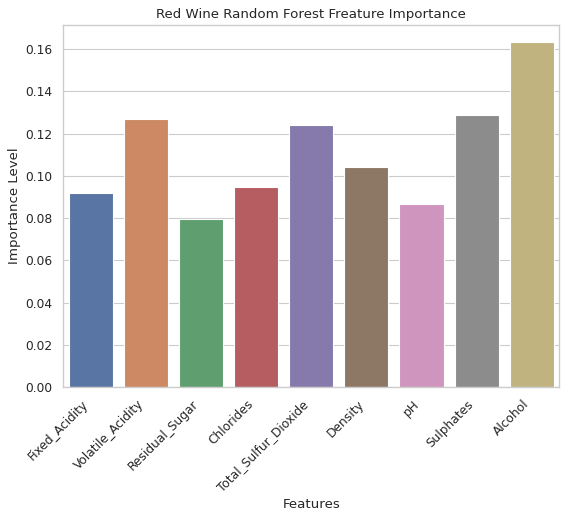 Red Wine Random Forest Freature Importance
Importance Level
0.16
0.14
0.12
0.10
0.08
0.06
0.04
0.02
0.00
Fixed_Acidity
Volatile_Acidity
Residual_Sugar
Chlorides
Total_Sulfur_Dioxide
Density
pH
Sulphates
Alcohol
Features